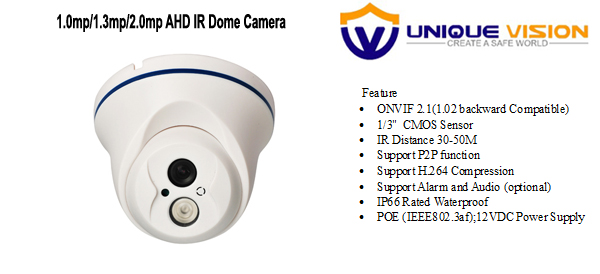 1.0mp/1.3mp/2.0mp AHD IR Dome Camera
UNIQUE VISION
CREATE A SAFE WORLD
Feature
• ONVIF 2.1(1.02 backward Compatible)
• 1/3" CMOS Sensor
• IR Distance 30-50M
• Support P2P function
• Support H.264 Compression
• Support Alarm and Audio (optional)
• IP66 Rated Waterproof
• POE (IEEE802.3af);12VDC Power Supply